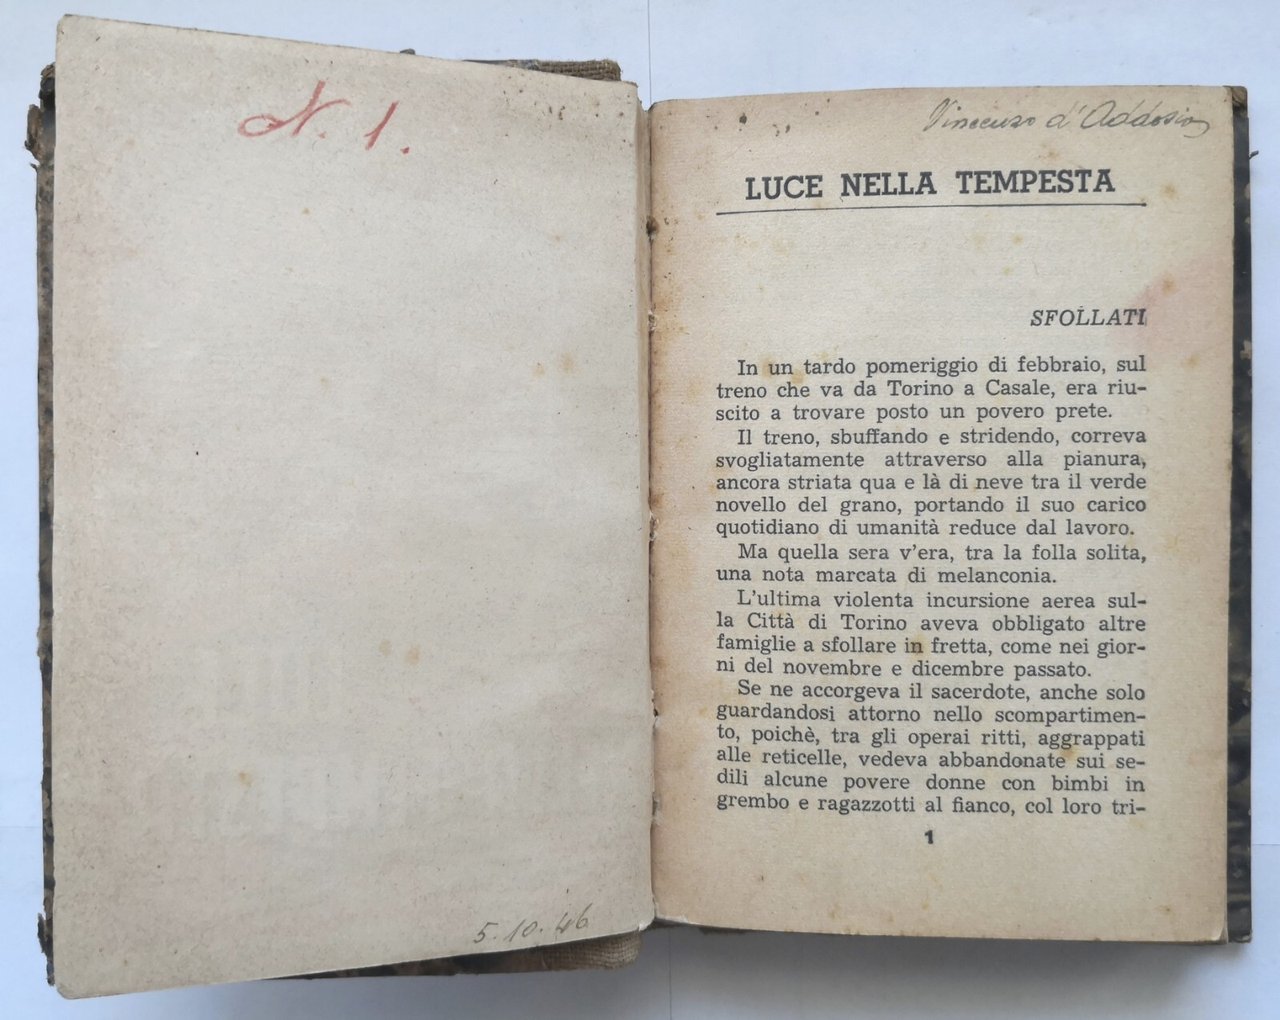 N. 1.
5.10.46
Vincenzo d'Addosio
LUCE NELLA TEMPESTA
SFOLLATI
In un tardo pomeriggio di febbraio, sul
treno che va da Torino a Casale, era riu-
scito a trovare posto un povero prete.
Il treno, sbuffando e stridendo, correva
svogliatamente attraverso alla pianura,
ancora striata qua e là di neve tra il verde
novello del grano, portando il suo carico
quotidiano di umanità reduce dal lavoro.
Ma quella sera v'era, tra la folla solita,
una nota marcata di melanconia.
L'ultima violenta incursione aerea sul-
la Città di Torino aveva obbligato altre
famiglie a sfollare in fretta, come nei gior-
ni del novembre e dicembre passato.
Se ne accorgeva il sacerdote, anche solo
guardandosi attorno nello scompartimen-
to, poichè, tra gli operai ritti, aggrappati
alle reticelle, vedeva abbandonate sui se-
dili alcune povere donne con bimbi in
grembo e ragazzotti al fianco, col loro tri-
1